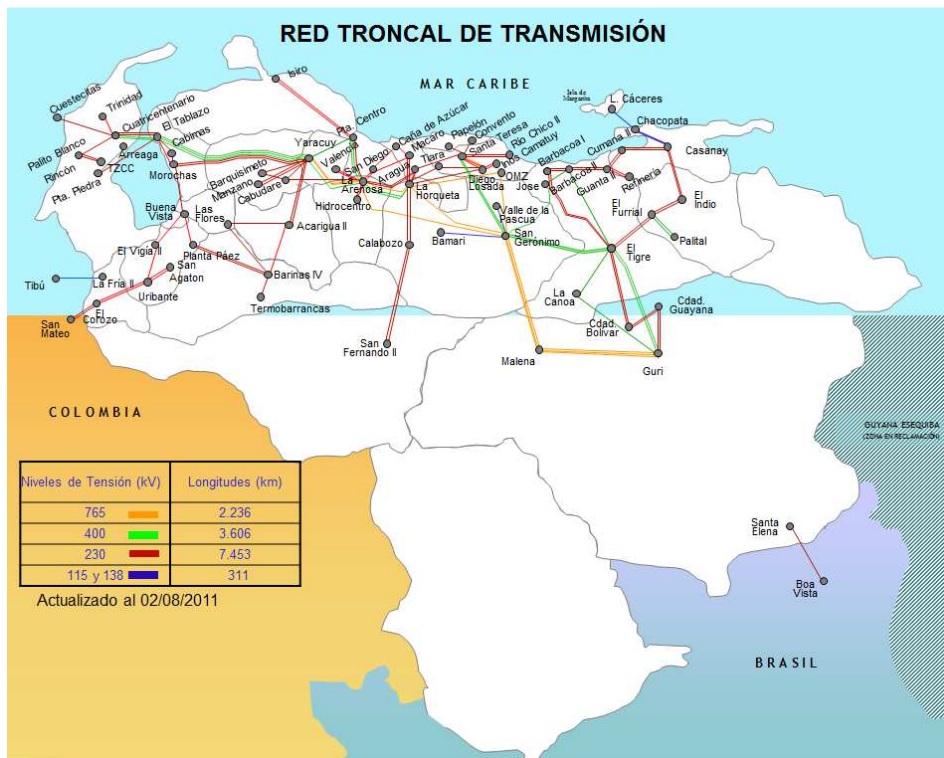 RED TRONCAL DE TRANSMISIÓN
MAR CARIBE
Isiro
Cuestecitas
Trinidad
Cuatricentenario
El Tablazo
Cabimas
Palito Blanco
Rincón
Pta. Piedra
Arreaga
TZCC
Morochas
Yaracuy
Barquisimeto
Manzano
Cabudare
Valencia
Pta. Centro
San Diego
La Arenosa
Hidrocentro
Aragua
Caña de Azúcar
Macaro
La Horqueta
Tiara
Papelón
Convento
Santa Teresa
Río Chico II
Camatuy
Diego Losada
OMZ
Jose
Barbacoa I
Barbacoa II
Guanta II
Cumaná II
Refinería
Isla de Margarita
L. Cáceres
Chacopata
Casanay
El Indio
El Furrial
Palital
Buena Vista
Las Flores
Acarigua II
El Vigía II
Planta Páez
San Agaton
Uribante
La Fría II
Tibú
El Corozo
San Mateo
Barinas IV
Termobarrancas
Calabozo
Bamari
Valle de la Pascua
San Gerónimo
San Fernando II
El Tigre
La Canoa
Cdad. Bolívar
Cdad. Guayana
Guri
Malena
COLOMBIA
GUYANA ESEQUIBA
(ZONA EN RECLAMACIÓN)
Niveles de Tensión (kV) Longitudes (km)
765 2.236
400 3.606
230 7.453
115 y 138 311
Actualizado al 02/08/2011
Santa Elena
Boa Vista
BRASIL